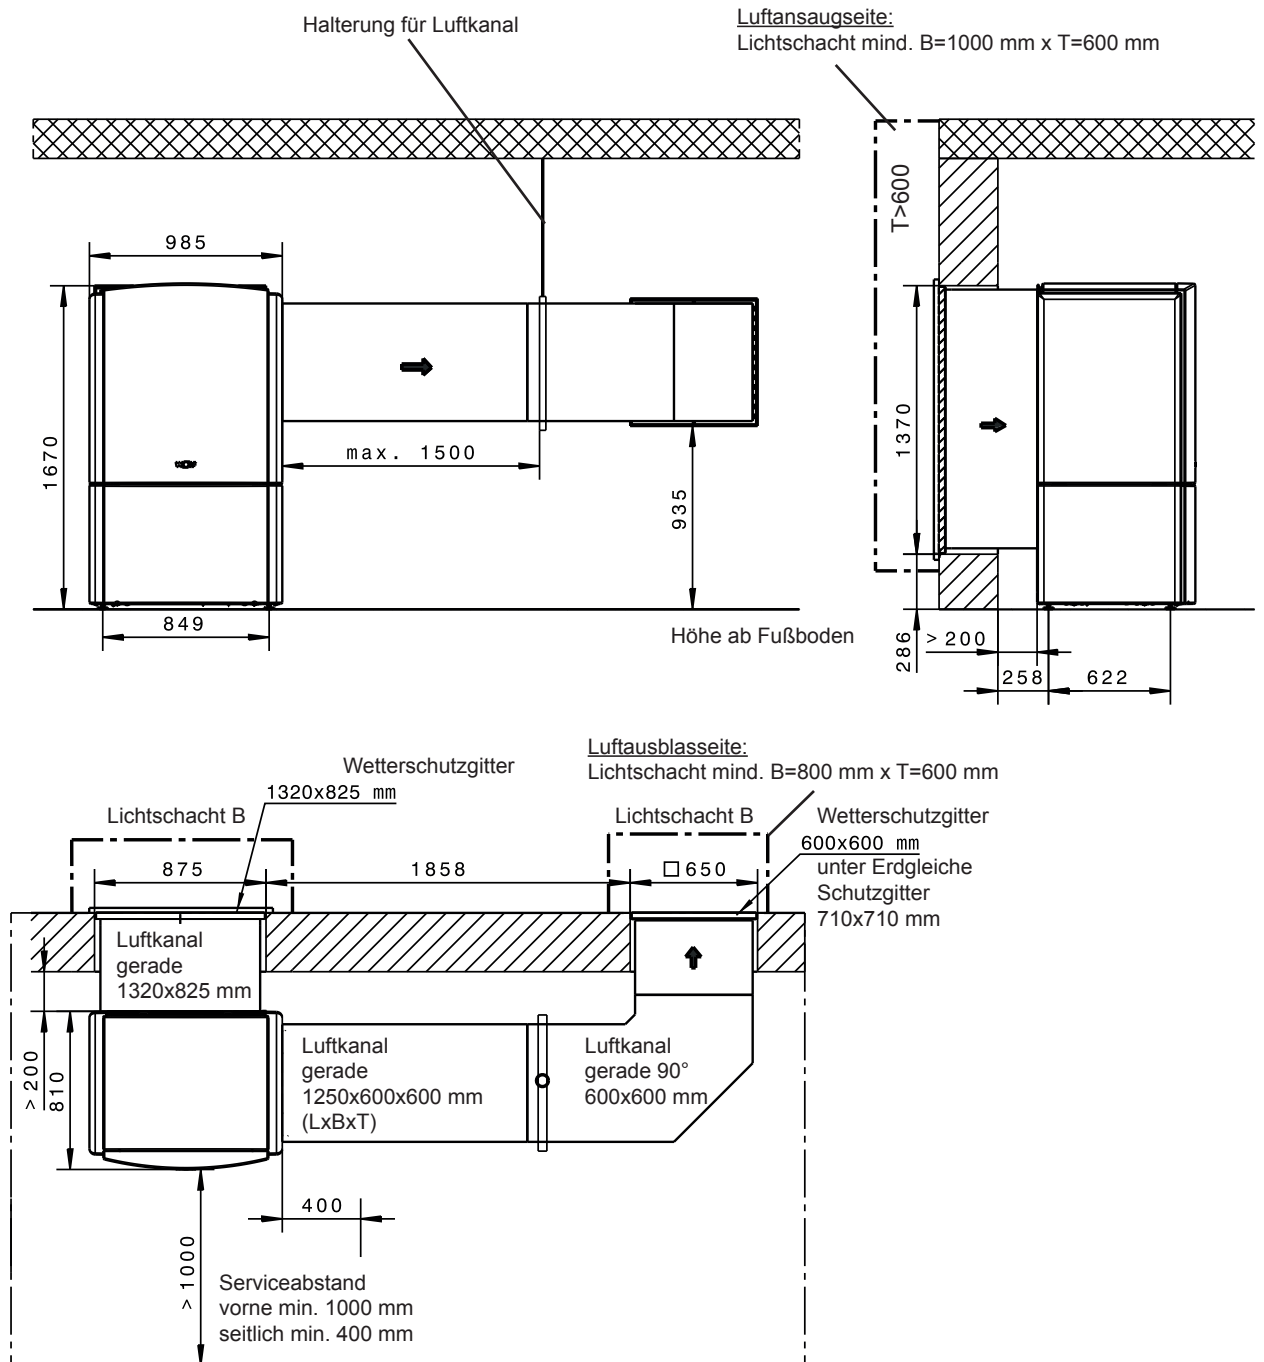 Halterung für Luftkanal
Luftansaugseite:
Lichtschacht mind. B=1000 mm x T=600 mm
T>600
985
1670
max. 1500
935
849
Höhe ab Fußboden
1370
286
> 200
258
622
Luftausblasseite:
Lichtschacht mind. B=800 mm x T=600 mm
Wetterschutzgitter
1320x825 mm
Lichtschacht B
Lichtschacht B
Wetterschutzgitter
600x600 mm
unter Erdgleiche
Schutzgitter
710x710 mm
875
1858
□ 650
Luftkanal
gerade
1320x825 mm
>200
810
Luftkanal
gerade
1250x600x600 mm
(LxBxT)
Luftkanal
gerade 90°
600x600 mm
400
> 1000
Serviceabstand
vorne min. 1000 mm
seitlich min. 400 mm